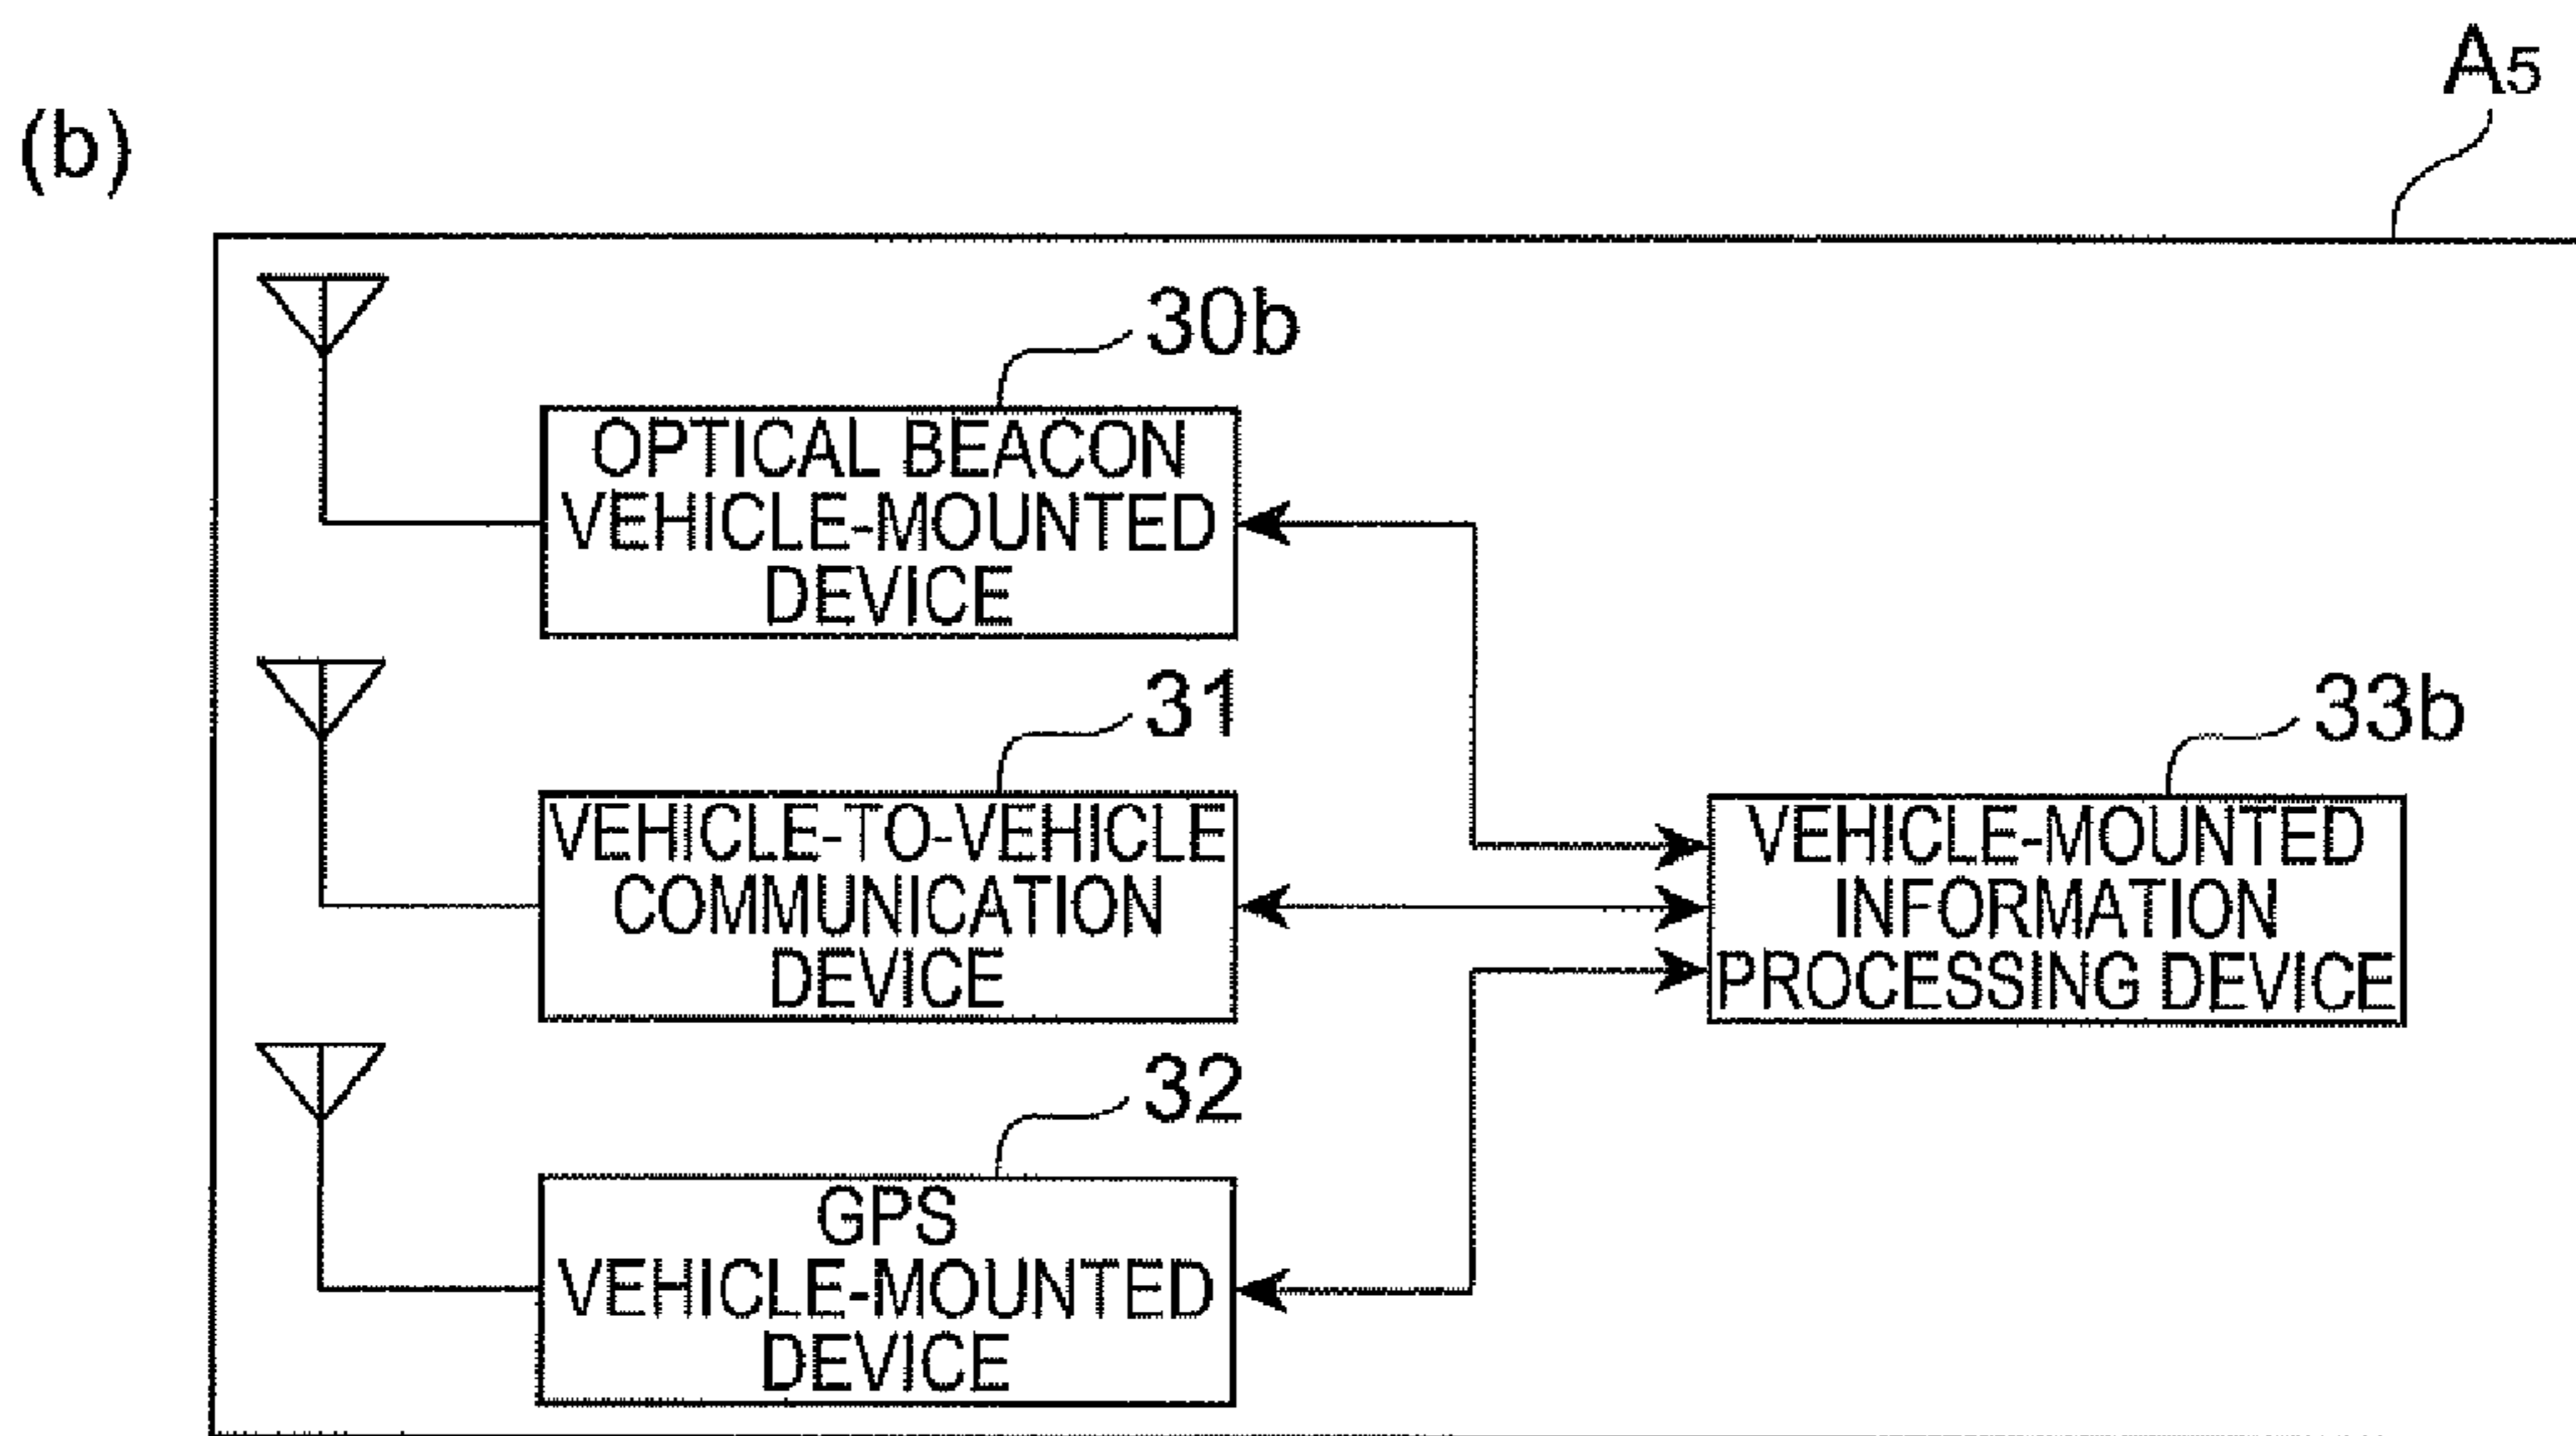 A5
(b)
30b
OPTICAL BEACON
VEHICLE-MOUNTED
DEVICE
31
VEHICLE-TO-VEHICLE
COMMUNICATION
DEVICE
33b
VEHICLE-MOUNTED
INFORMATION
PROCESSING DEVICE
32
GPS
VEHICLE-MOUNTED
DEVICE